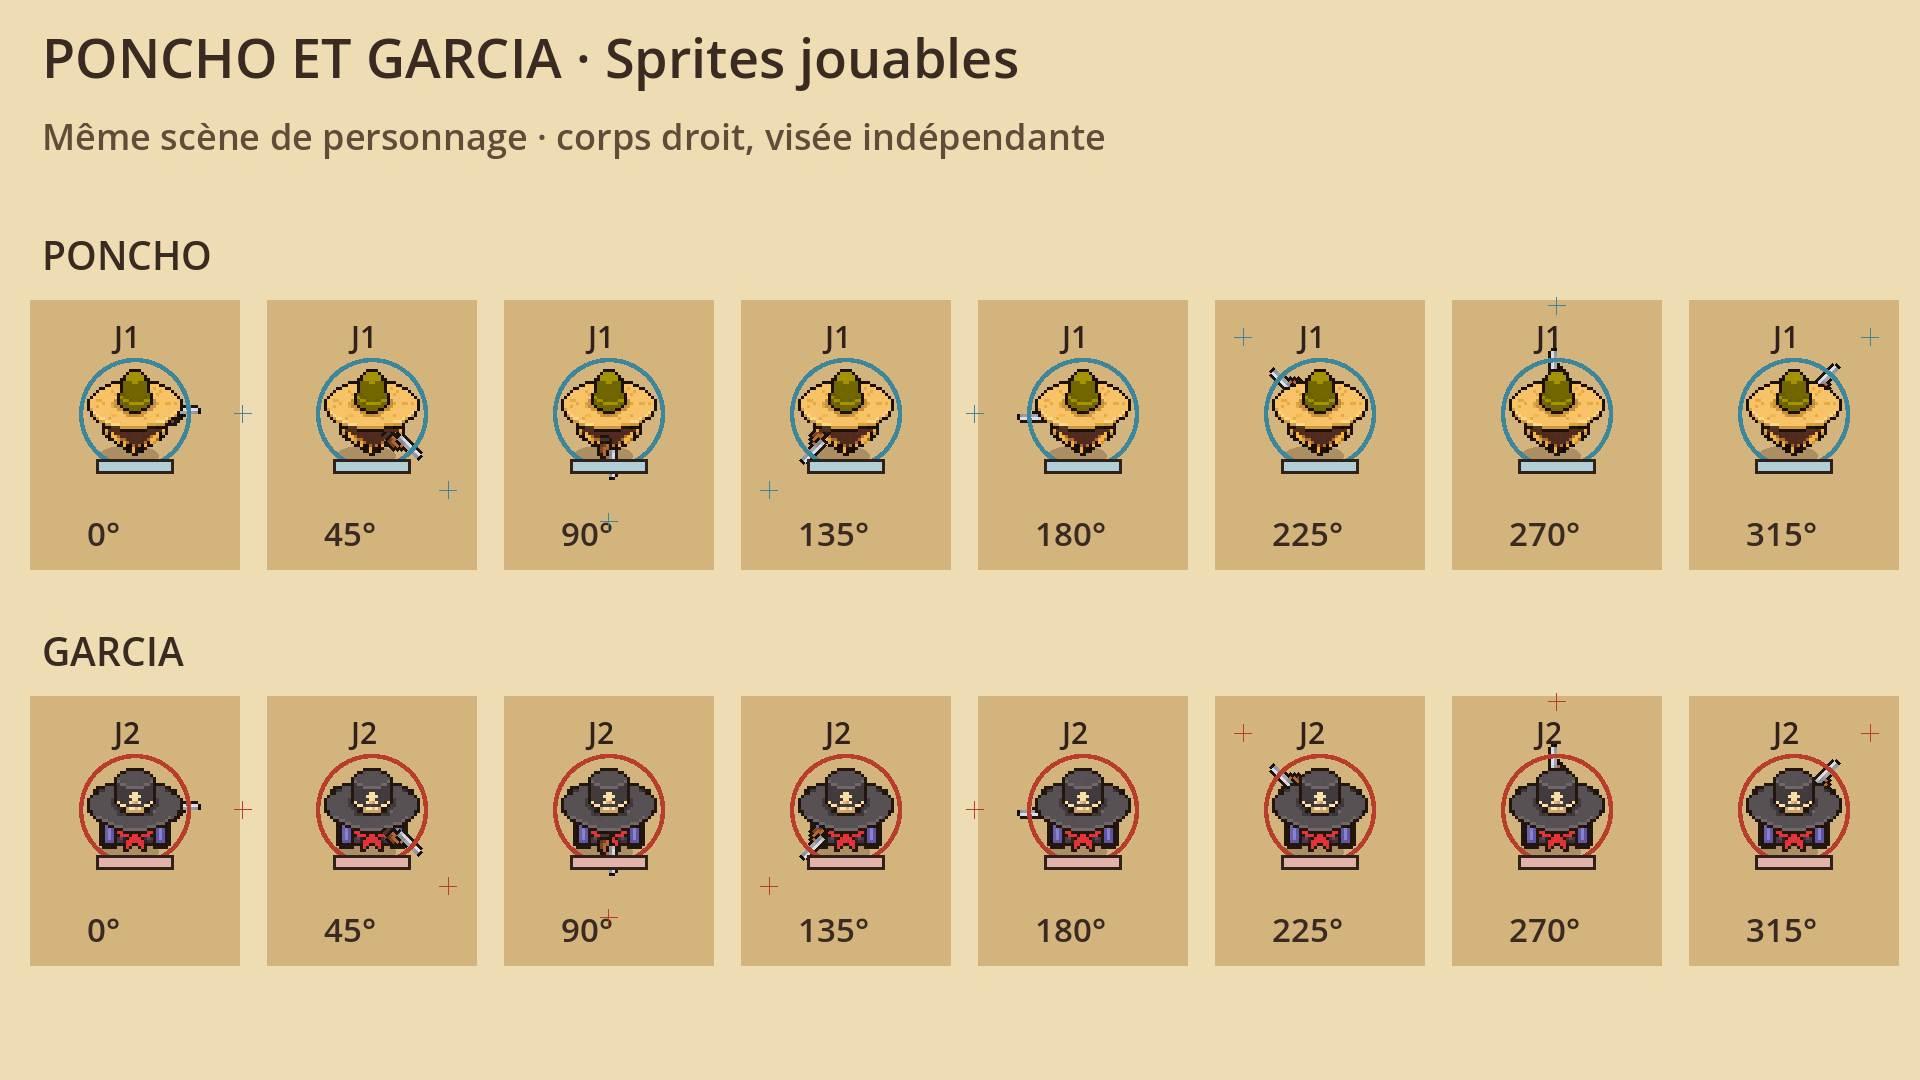 PONCHO ET GARCIA · Sprites jouables
Même scène de personnage · corps droit, visée indépendante
PONCHO
J1 J1 J1 J1 J1 J1 J1 J1
0° 45° 90° 135° 180° 225° 270° 315°
GARCIA
J2 J2 J2 J2 J2 J2 J2 J2
0° 45° 90° 135° 180° 225° 270° 315°